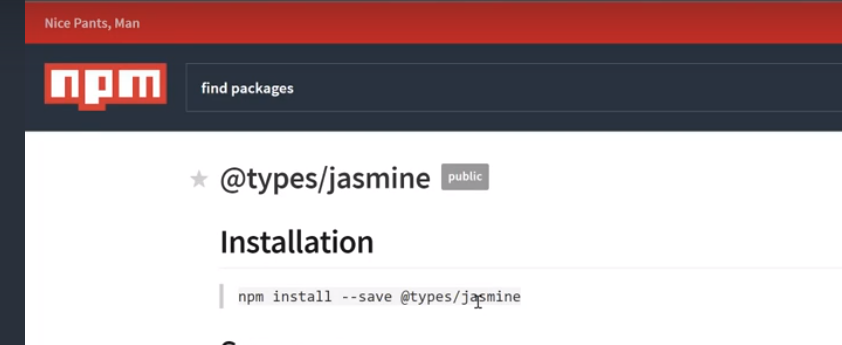 Nice Pants, Man
npm
find packages
@types/jasmine public
Installation
npm install --save @types/jasmine